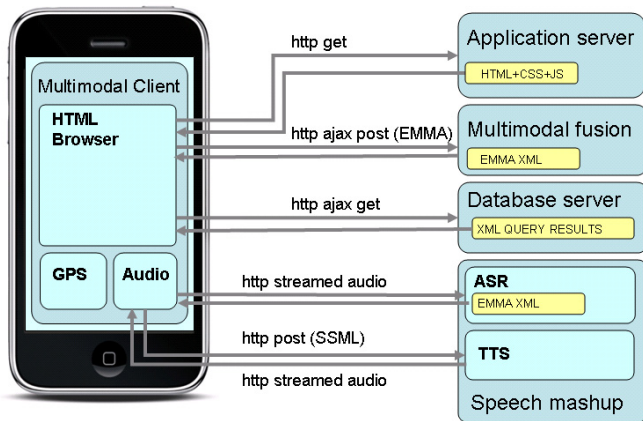 Multimodal Client
HTML
Browser
GPS
Audio
http get
http ajax post (EMMA)
http ajax get
http streamed audio
http post (SSML)
http streamed audio
Application server
HTML+CSS+JS
Multimodal fusion
EMMA XML
Database server
XML QUERY RESULTS
ASR
EMMA XML
TTS
Speech mashup